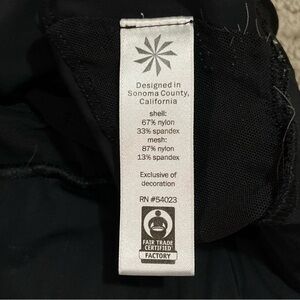 Designed in
Sonoma County,
California
shell:
67% nylon
33% spandex
mesh:
87% nylon
13% spandex
Exclusive of
decoration
RN #54023
FAIR TRADE
CERTIFIED
FACTORY